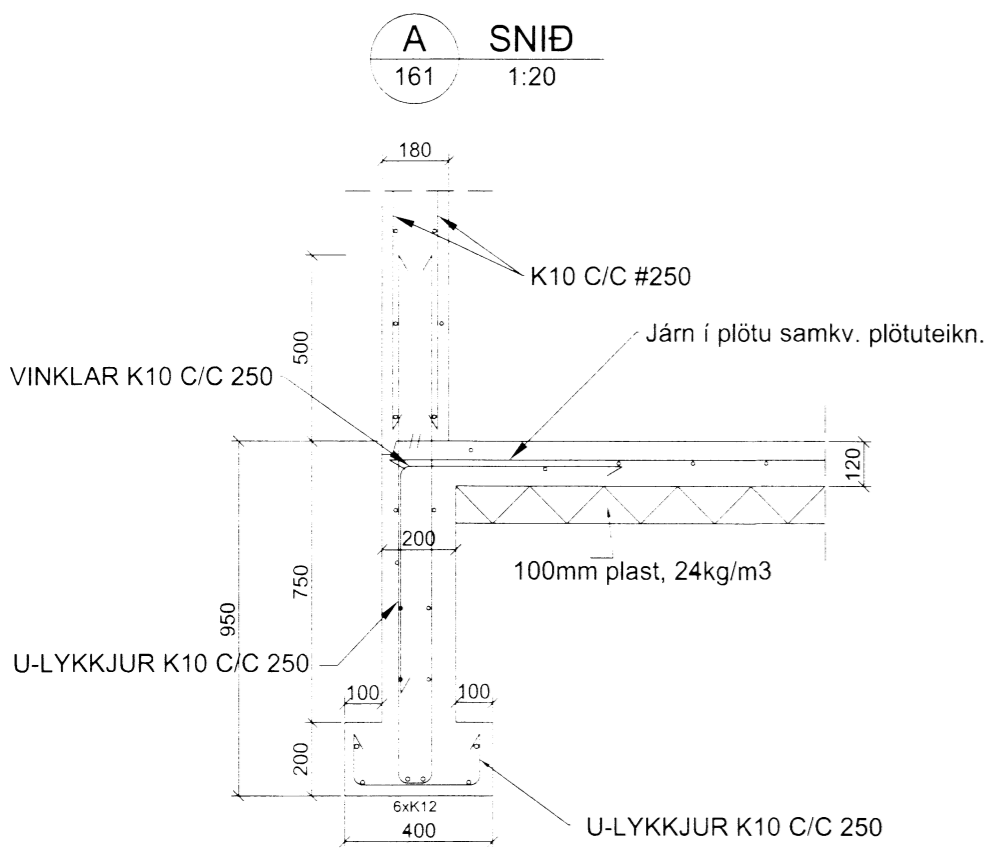 A SNIÐ
161 1:20
180
K10 C/C #250
500
Járn í plötu samkv. plötuteikn.
VINKLAR K10 C/C 250
120
200
100mm plast, 24kg/m3
750
950
U-LYKKJUR K10 C/C 250
100 100
200
6xK12
400
U-LYKKJUR K10 C/C 250